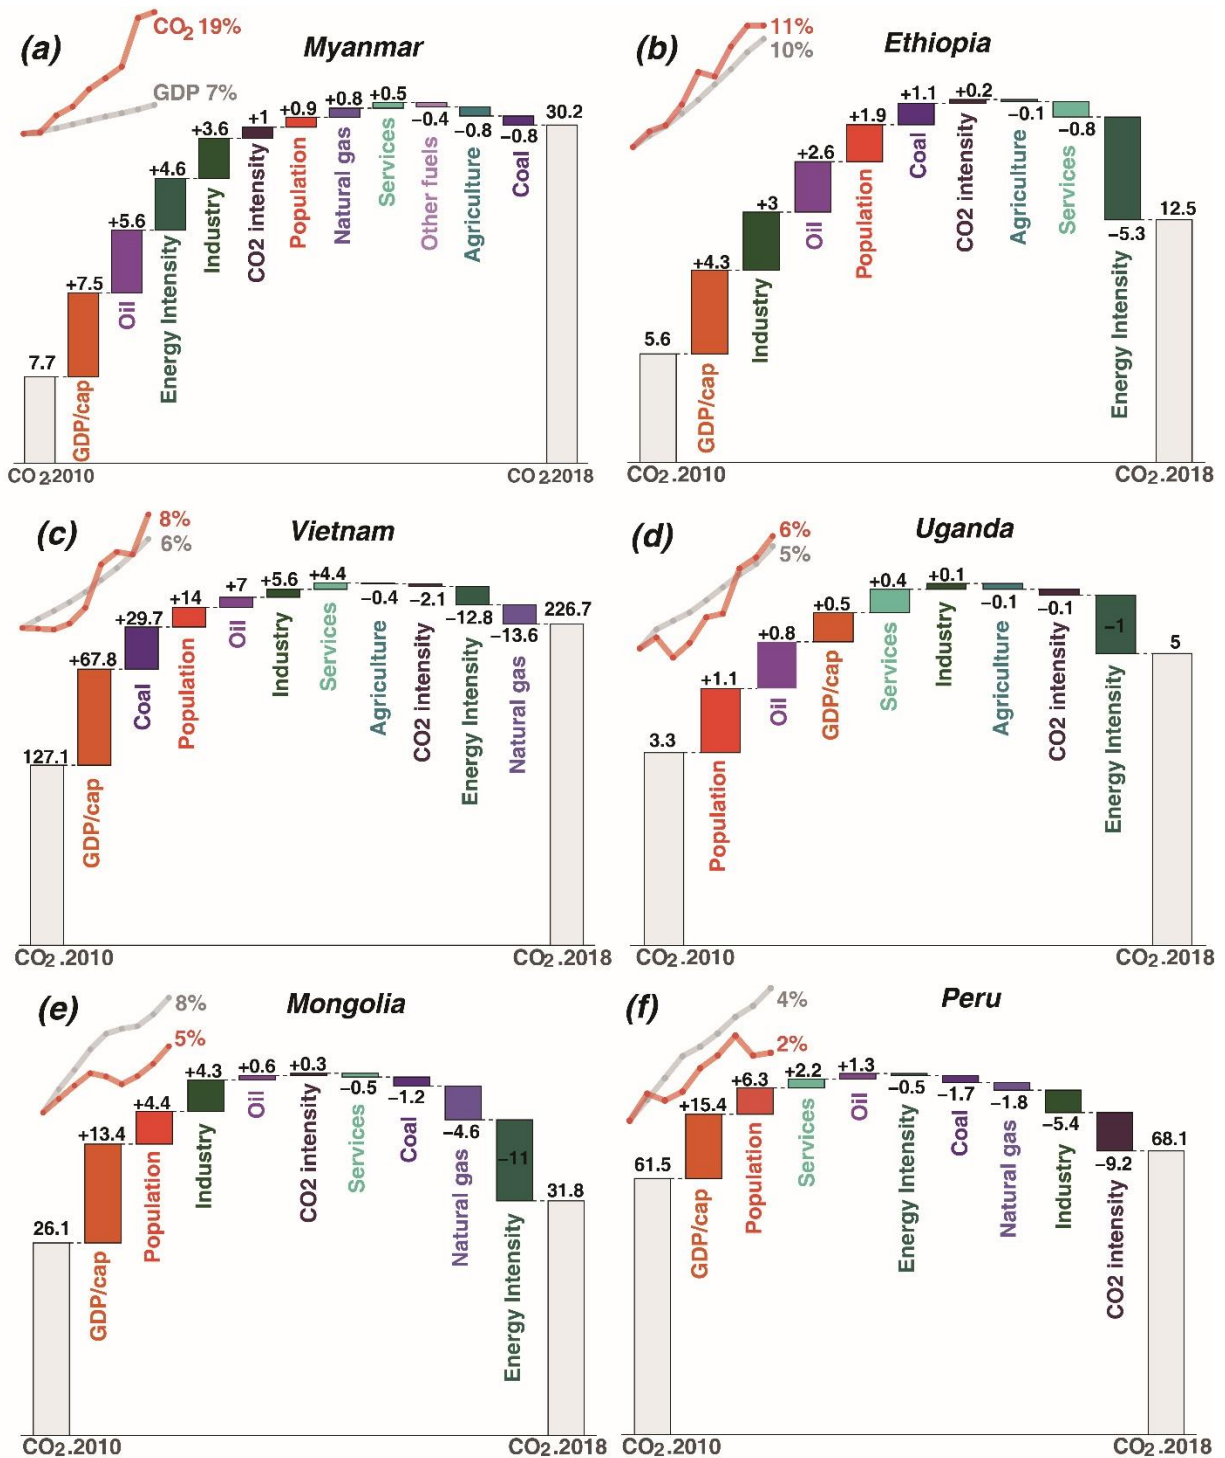 (a)
CO2 19%
Myanmar
GDP 7%
7.7
+7.5
GDP/cap
+5.6
Oil
+4.6
Energy Intensity
+3.6
Industry
+1
CO2 intensity
+0.9
Population
+0.8
Natural gas
+0.5
Services
−0.4
Other fuels
−0.8
Agriculture
−0.8
Coal
30.2
CO2.2010
CO2.2018
(b)
11%
10%
Ethiopia
5.6
+4.3
GDP/cap
+3
Industry
+2.6
Oil
+1.9
Population
+1.1
Coal
+0.2
CO2 intensity
−0.1
Agriculture
−0.8
Services
−5.3
Energy Intensity
12.5
CO2.2010
CO2.2018
(c)
8%
6%
Vietnam
127.1
+67.8
GDP/cap
+29.7
Coal
+14
Population
+7
Oil
+5.6
Industry
+4.4
Services
−0.4
Agriculture
−2.1
CO2 intensity
−12.8
Energy Intensity
−13.6
Natural gas
226.7
CO2.2010
CO2.2018
(d)
6%
5%
Uganda
3.3
+1.1
Population
+0.8
Oil
+0.5
GDP/cap
+0.4
Services
+0.1
Industry
−0.1
Agriculture
−0.1
CO2 intensity
−1
Energy Intensity
5
CO2.2010
CO2.2018
(e)
8%
5%
Mongolia
26.1
+13.4
GDP/cap
+4.4
Population
+4.3
Industry
+0.6
Oil
+0.3
CO2 intensity
−0.5
Services
−1.2
Coal
−4.6
Natural gas
−11
Energy Intensity
31.8
CO2.2010
CO2.2018
(f)
4%
2%
Peru
61.5
+15.4
GDP/cap
+6.3
Population
+2.2
Services
+1.3
Oil
−0.5
Energy Intensity
−1.7
Coal
−1.8
Natural gas
−5.4
Industry
−9.2
CO2 intensity
68.1
CO2.2010
CO2.2018